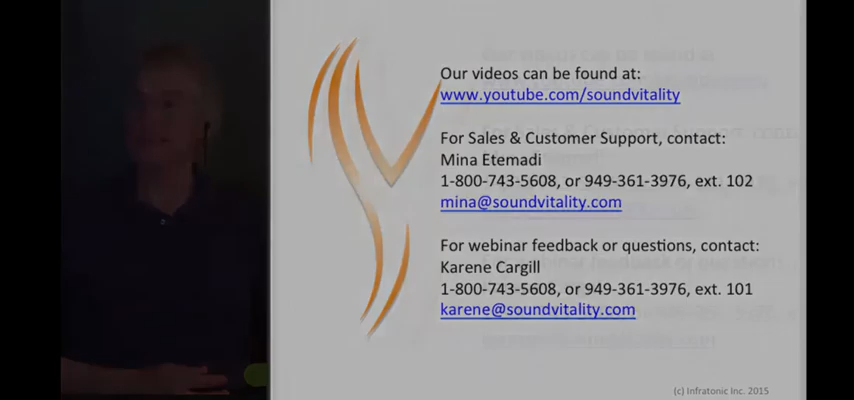 Our videos can be found at:
www.youtube.com/soundvitality
For Sales & Customer Support, contact:
Mina Etemadi
1-800-743-5608, or 949-361-3976, ext. 102
mina@soundvitality.com
For webinar feedback or questions, contact:
Karene Cargill
1-800-743-5608, or 949-361-3976, ext. 101
karene@soundvitality.com
(c) Infratonic Inc. 2015